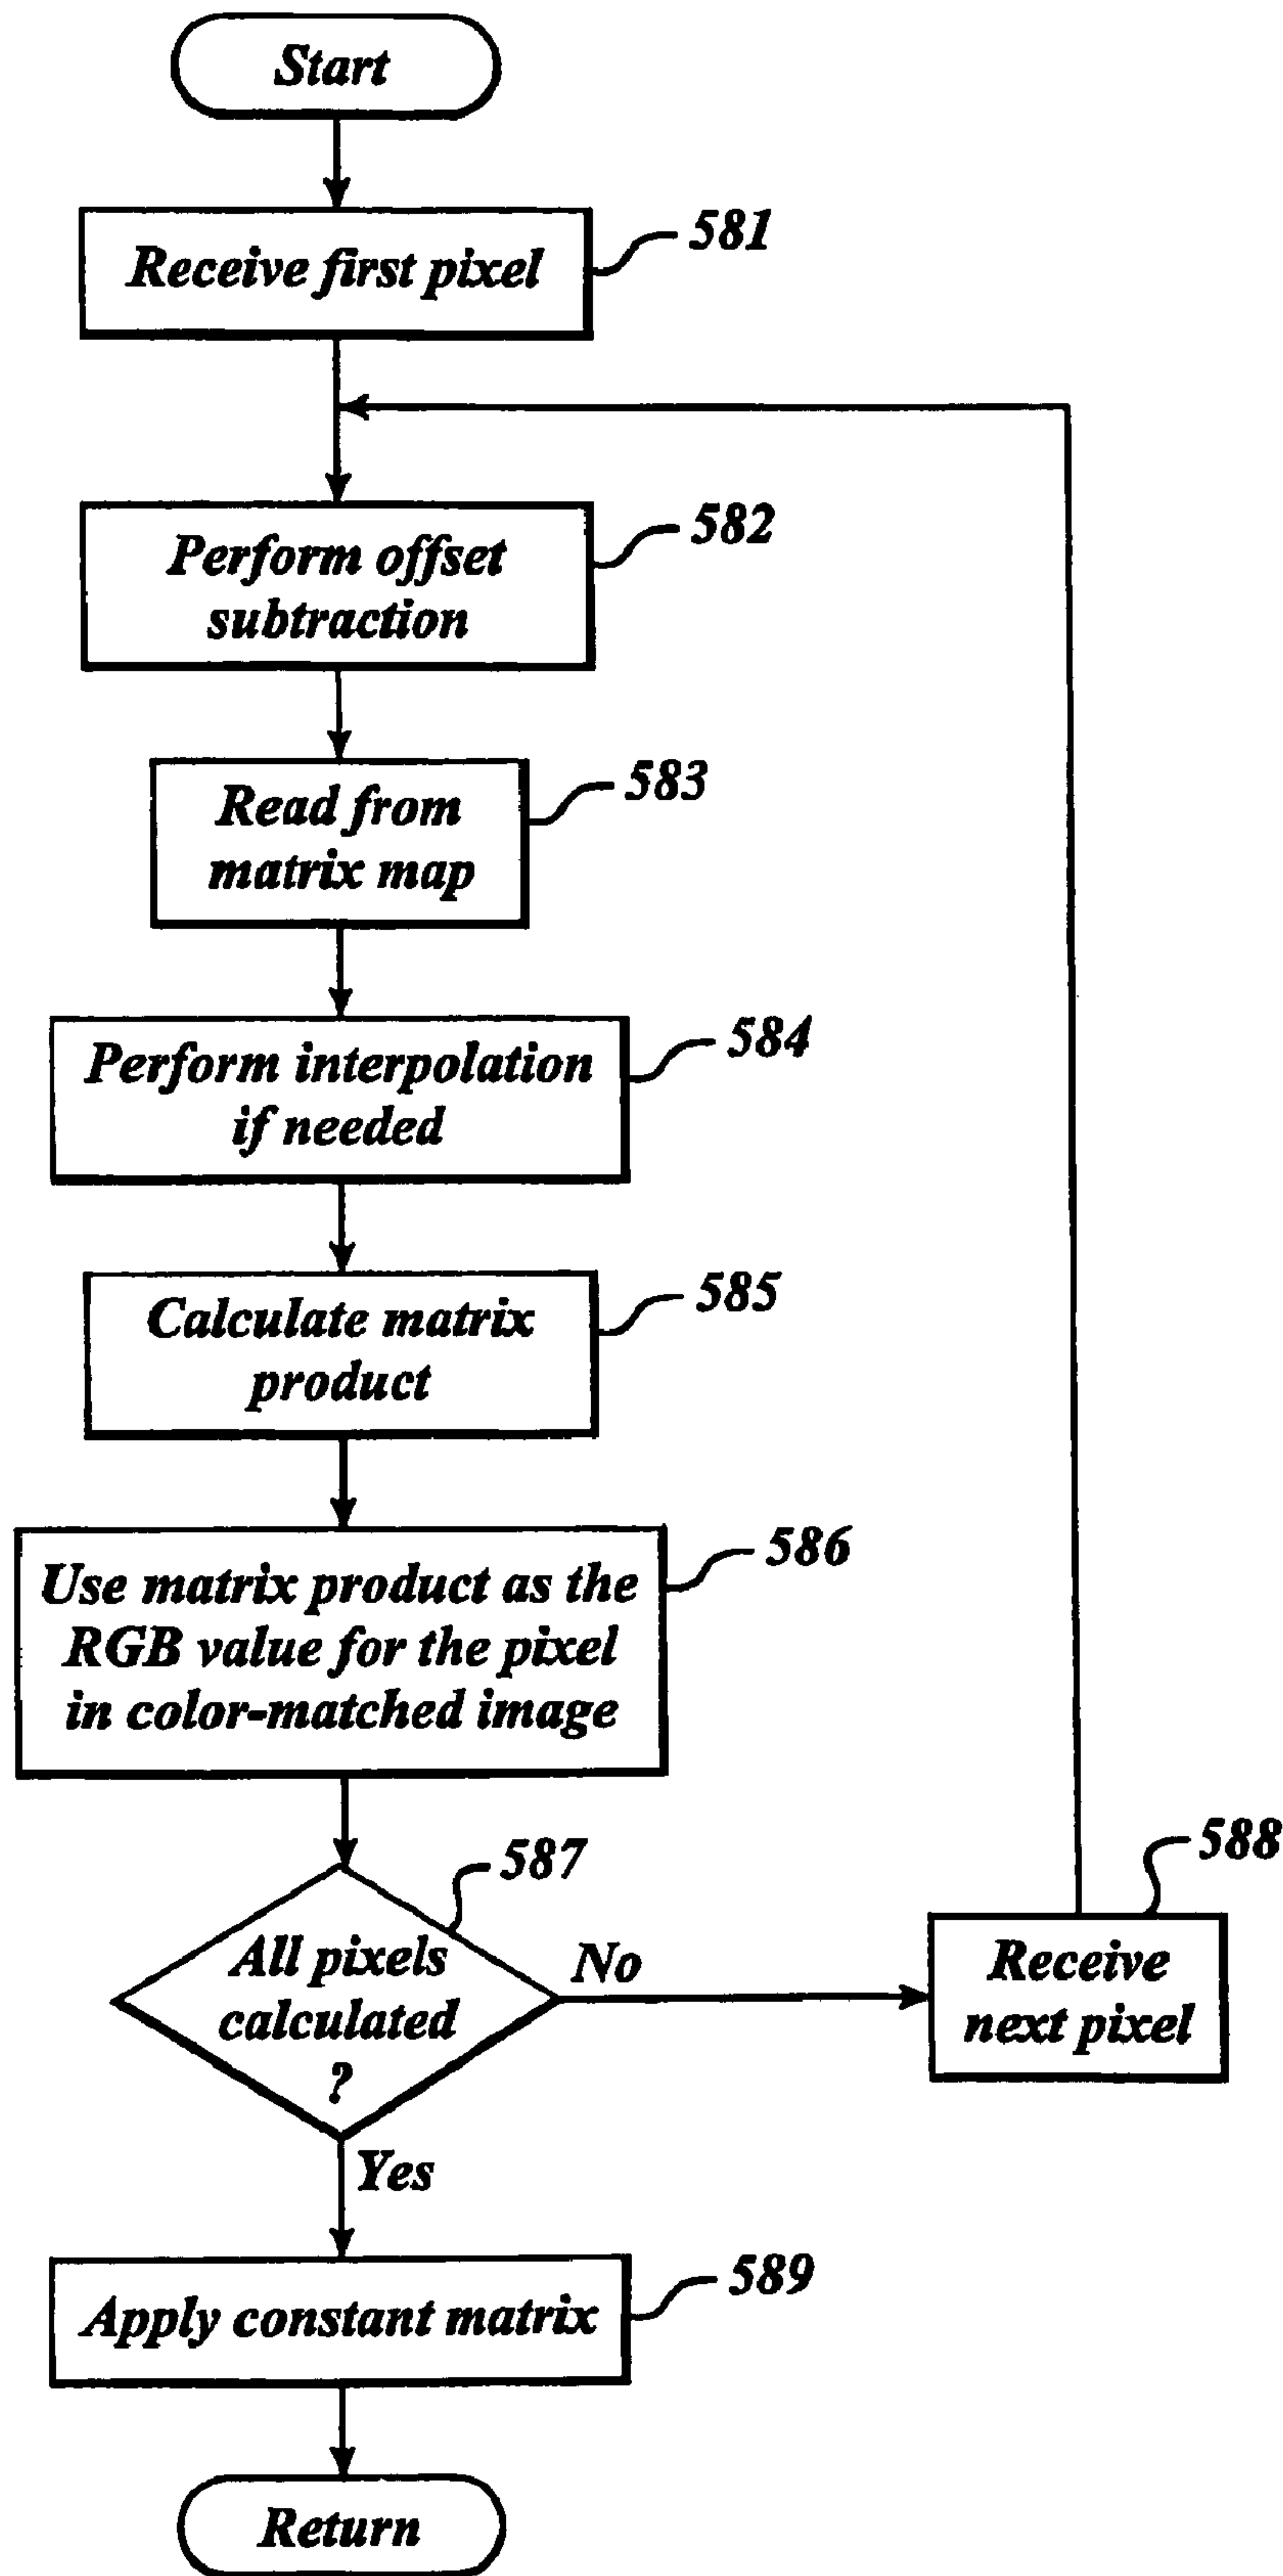 Start
581
Receive first pixel
582
Perform offset
subtraction
583
Read from
matrix map
584
Perform interpolation
if needed
585
Calculate matrix
product
586
Use matrix product as the
RGB value for the pixel
in color-matched image
587
All pixels
calculated
?
No
588
Receive
next pixel
Yes
589
Apply constant matrix
Return